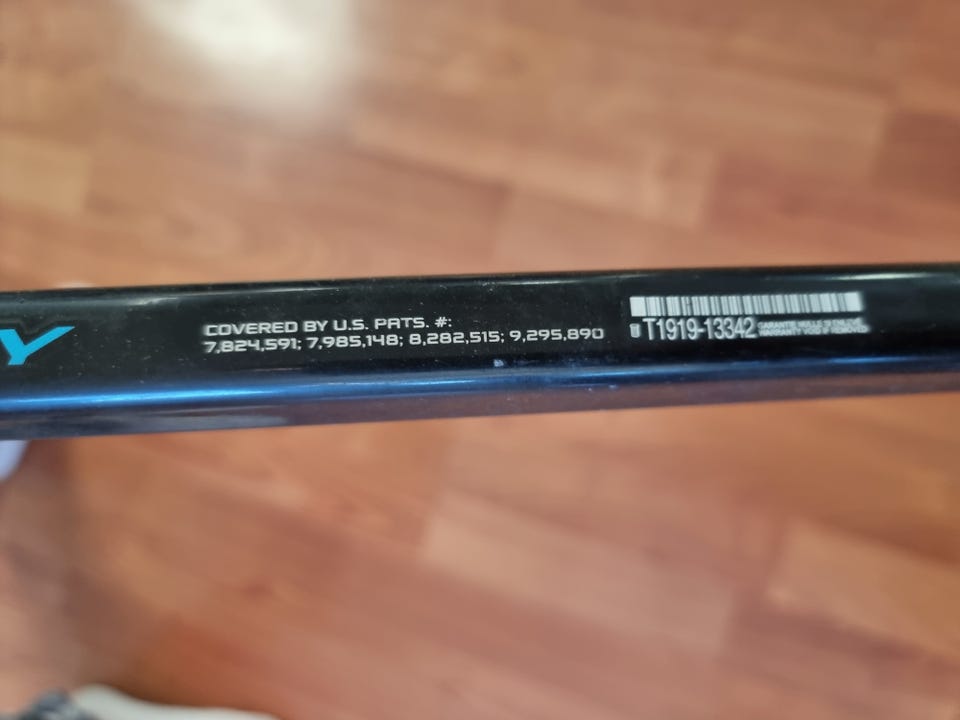 Y
COVERED BY U.S. PATS. #:
7,824,591; 7,985,148; 8,282,515; 9,295,890
T1919-13342